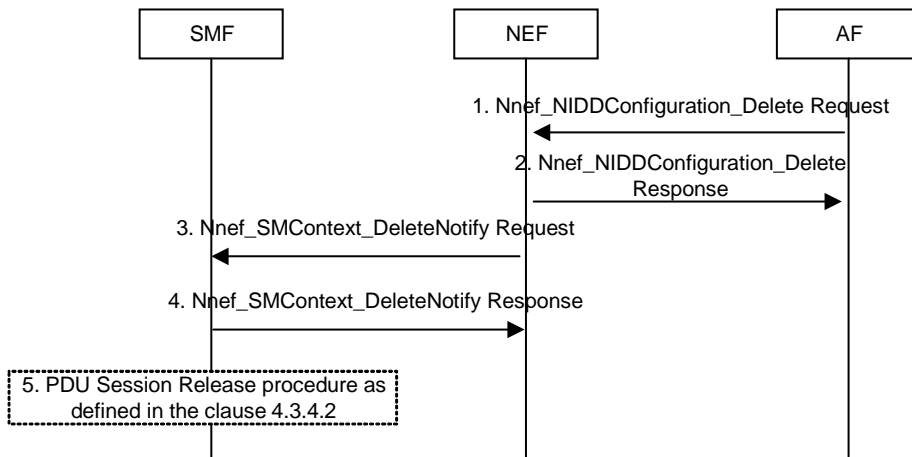 SMF
NEF
AF
1. Nnef_NIDDConfiguration_Delete Request
2. Nnef_NIDDConfiguration_Delete
Response
3. Nnef_SMContext_DeleteNotify Request
4. Nnef_SMContext_DeleteNotify Response
5. PDU Session Release procedure as
defined in the clause 4.3.4.2